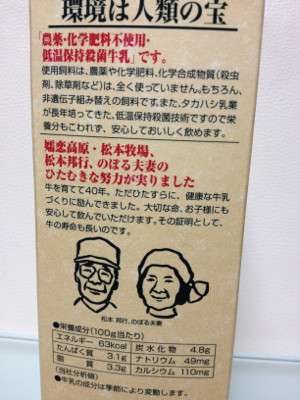 環境は人類の宝
「農薬・化学肥料不使用・
低温保持殺菌牛乳」です。
使用飼料は、農薬や化学肥料、化学合成物質(殺虫
剤、除草剤など)は、全く使っていません。もちろん、
非遺伝子組み替えの飼料です。また、タカハシ乳業
が長年培ってきた、低温保持殺菌技術ですので栄
養分もこわれず、安心しておいしく飲めます。
嬬恋高原・松本牧場、
松本邦行、のぼる夫妻の
ひたむきな努力が実りました
牛を育てて40年。ただひたすらに、健康な牛乳
づくりに励んできました。大切な命、お子様にも
安心して飲んでいただけます。その証明として、
牛の寿命も長いのです。
松本 邦行、のぼる夫妻
●栄養成分(100g当たり)
エネルギー 63kcal 炭水化物 4.8g
たんぱく質 3.1g ナトリウム 49mg
脂質 3.3g カルシウム 110mg
(当社分析値)
●牛乳の成分は季節により変動します。